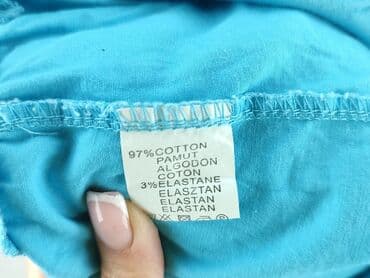 97% COTTON
PAMUT
ALGODON
COTON
3% ELASTANE
ELASZTAN
ELASTAN
ELASTAN